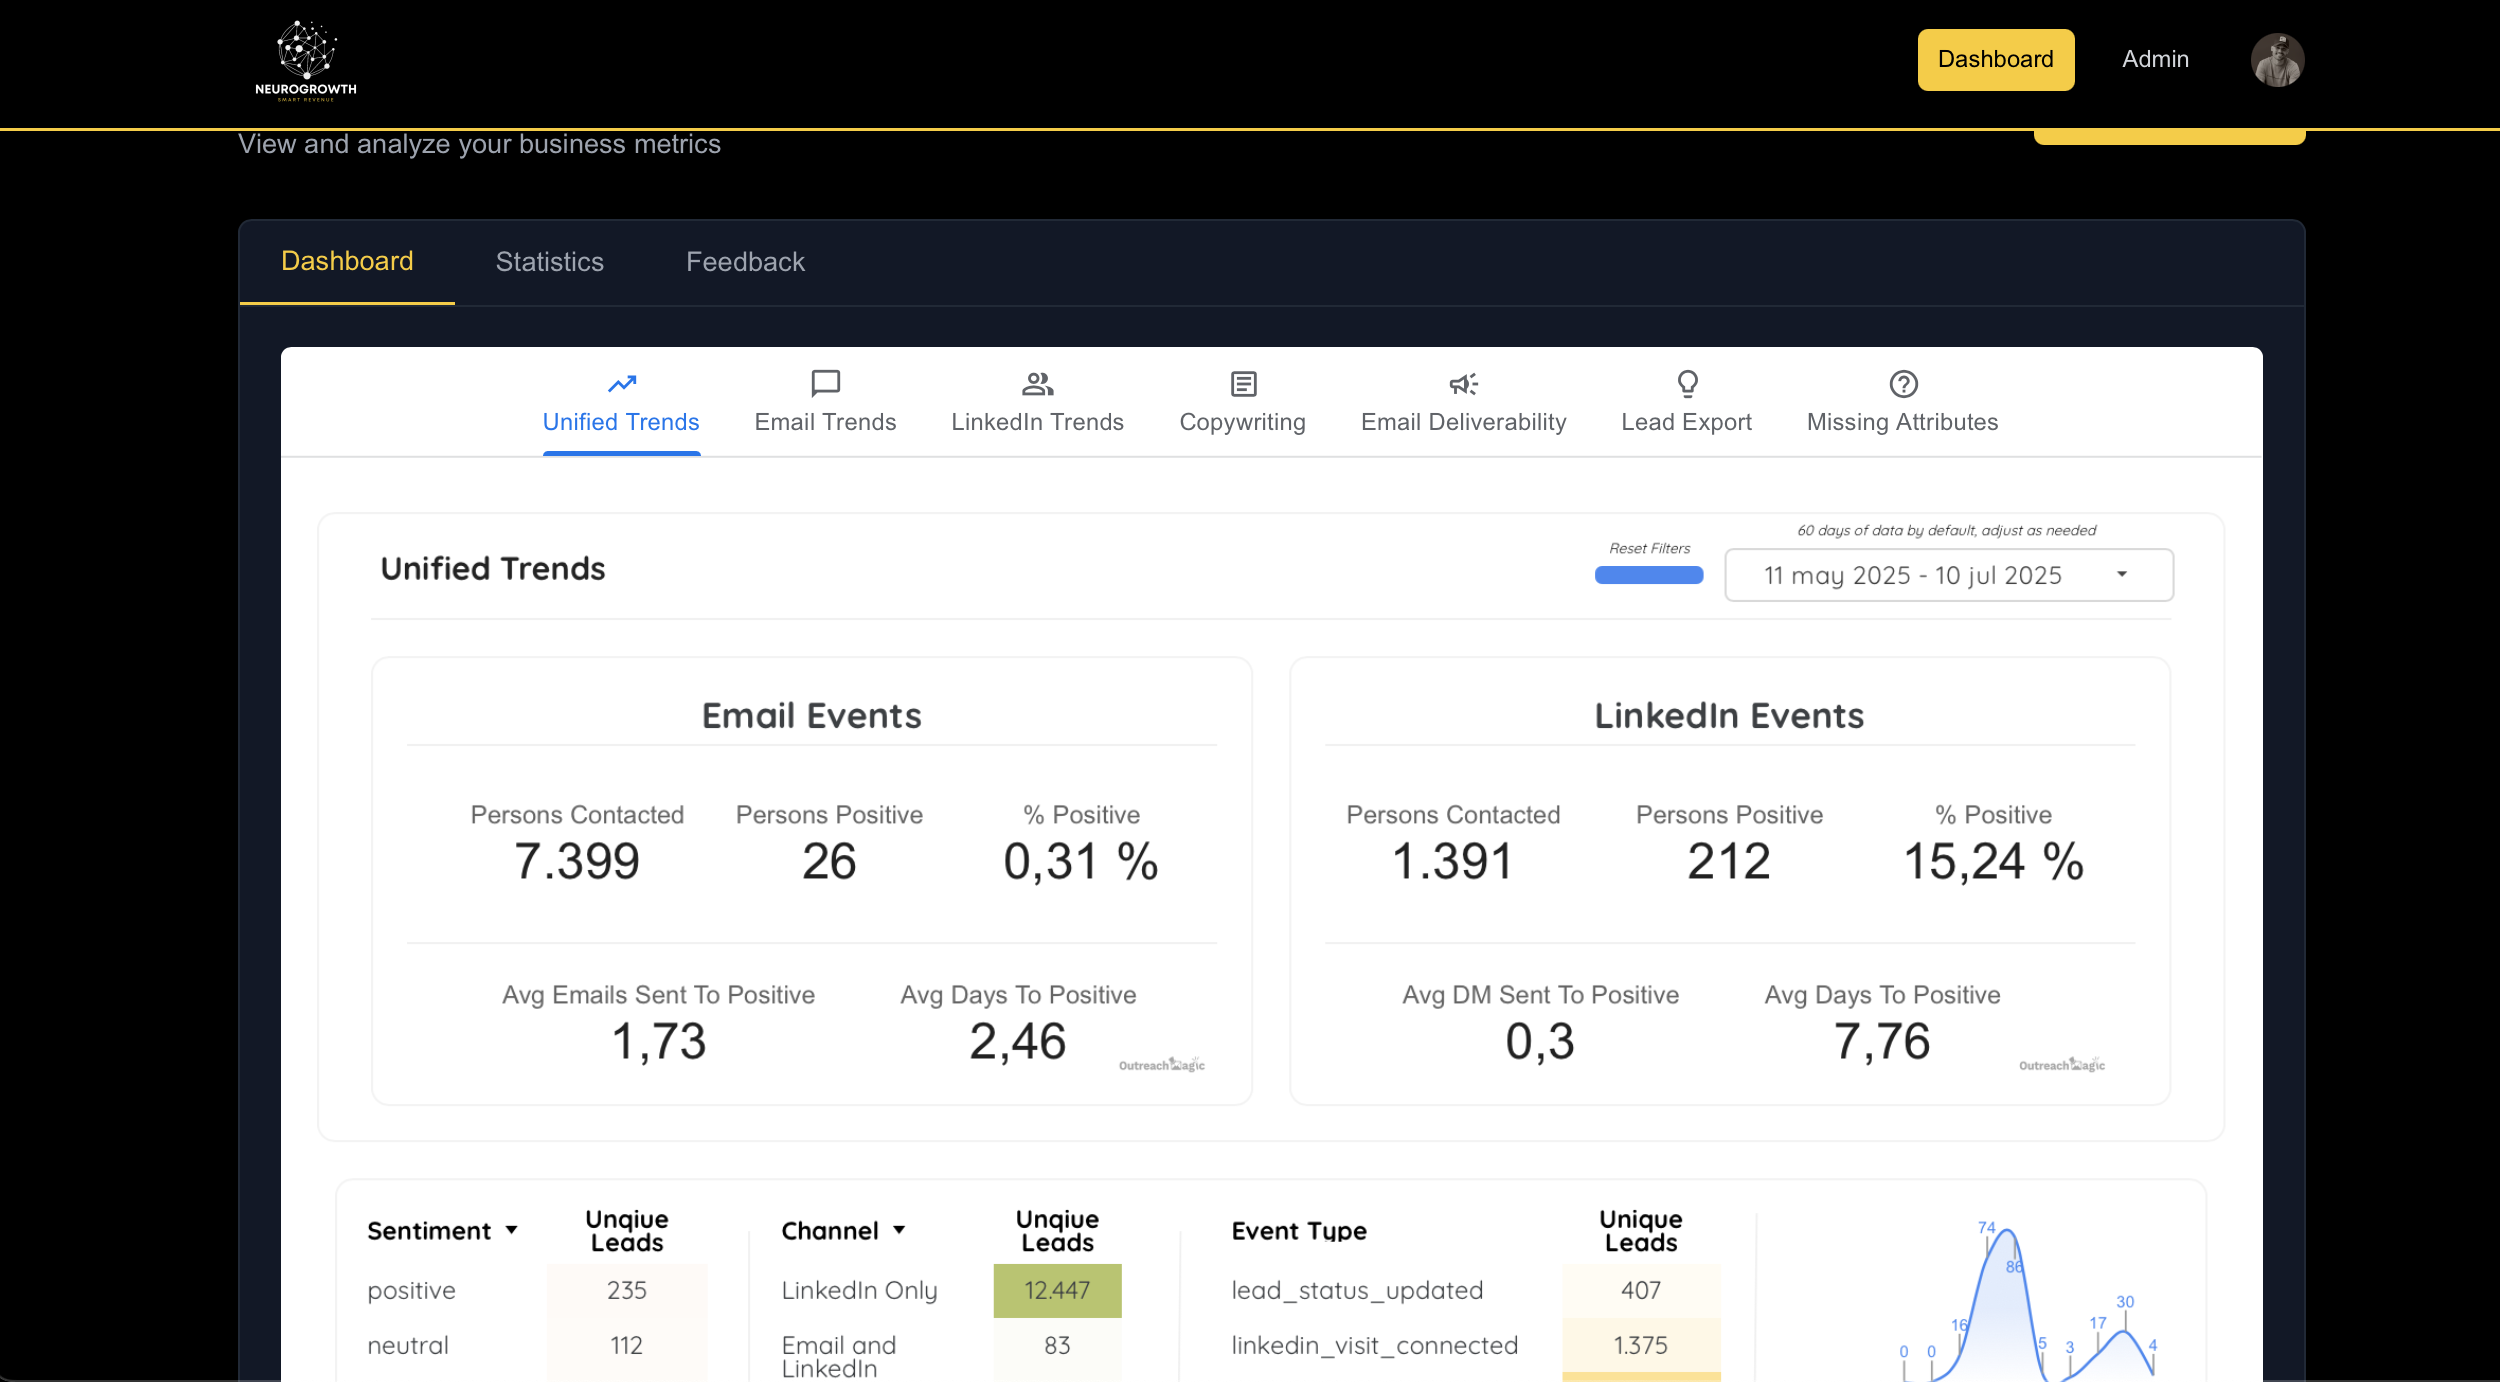 NEUROGROWTH
SMART REVENUE
Dashboard
Admin
View and analyze your business metrics
Dashboard
Statistics
Feedback
Unified Trends
Email Trends
LinkedIn Trends
Copywriting
Email Deliverability
Lead Export
Missing Attributes
Unified Trends
Reset Filters
60 days of data by default, adjust as needed
11 may 2025 - 10 jul 2025
Email Events
Persons Contacted
7.399
Persons Positive
26
% Positive
0,31 %
Avg Emails Sent To Positive
1,73
Avg Days To Positive
2,46
OutreachMagic
LinkedIn Events
Persons Contacted
1.391
Persons Positive
212
% Positive
15,24 %
Avg DM Sent To Positive
0,3
Avg Days To Positive
7,76
OutreachMagic
Sentiment
Unqiue
Leads
positive
235
neutral
112
Channel
Unqiue
Leads
LinkedIn Only
12.447
Email and
LinkedIn
83
Event Type
Unique
Leads
lead_status_updated
407
linkedin_visit_connected
1.375
0
0
16
74
86
5
3
17
30
4